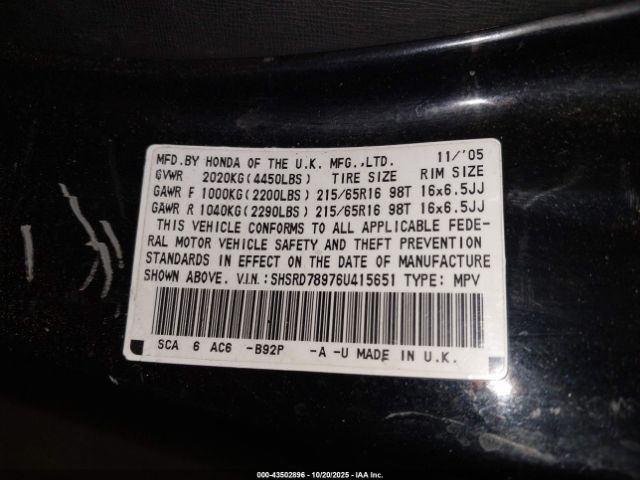 MFD.BY HONDA OF THE U.K. MFG.,LTD. 11/'05
GVWR 2020KG(4450LBS) TIRE SIZE RIM SIZE
GAWR F 1000KG(2200LBS) 215/65R16 98T 16x6.5JJ
GAWR R 1040KG(2290LBS) 215/65R16 98T 16x6.5JJ
THIS VEHICLE CONFORMS TO ALL APPLICABLE FEDE-
RAL MOTOR VEHICLE SAFETY AND THEFT PREVENTION
STANDARDS IN EFFECT ON THE DATE OF MANUFACTURE
SHOWN ABOVE. V.I.N.:SHSRD78976U415651 TYPE: MPV
SCA 6 AC6 -B92P -A -U MADE IN U.K.
000-43502896 - 10/20/2025 - IAA Inc.